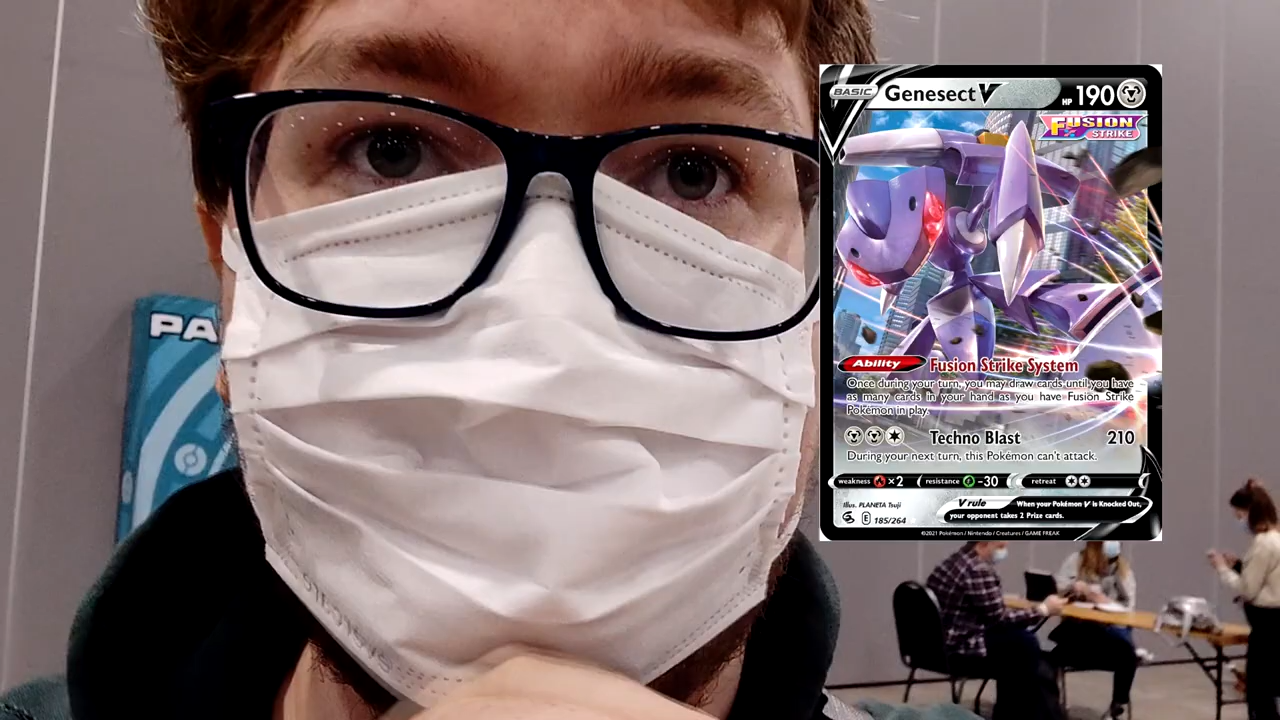 PA
BASIC Genesect V HP 190
FUSION
STRIKE
Ability Fusion Strike System
Once during your turn, you may draw cards until you have
as many cards in your hand as you have Fusion Strike
Pokémon in play.
Techno Blast 210
During your next turn, this Pokémon can't attack.
weakness ×2 resistance -30 retreat
Illus. PLANETA Tsuji
V rule When your Pokémon V is Knocked Out,
your opponent takes 2 Prize cards.
E 185/264
©2021 Pokémon / Nintendo / Creatures / GAME FREAK